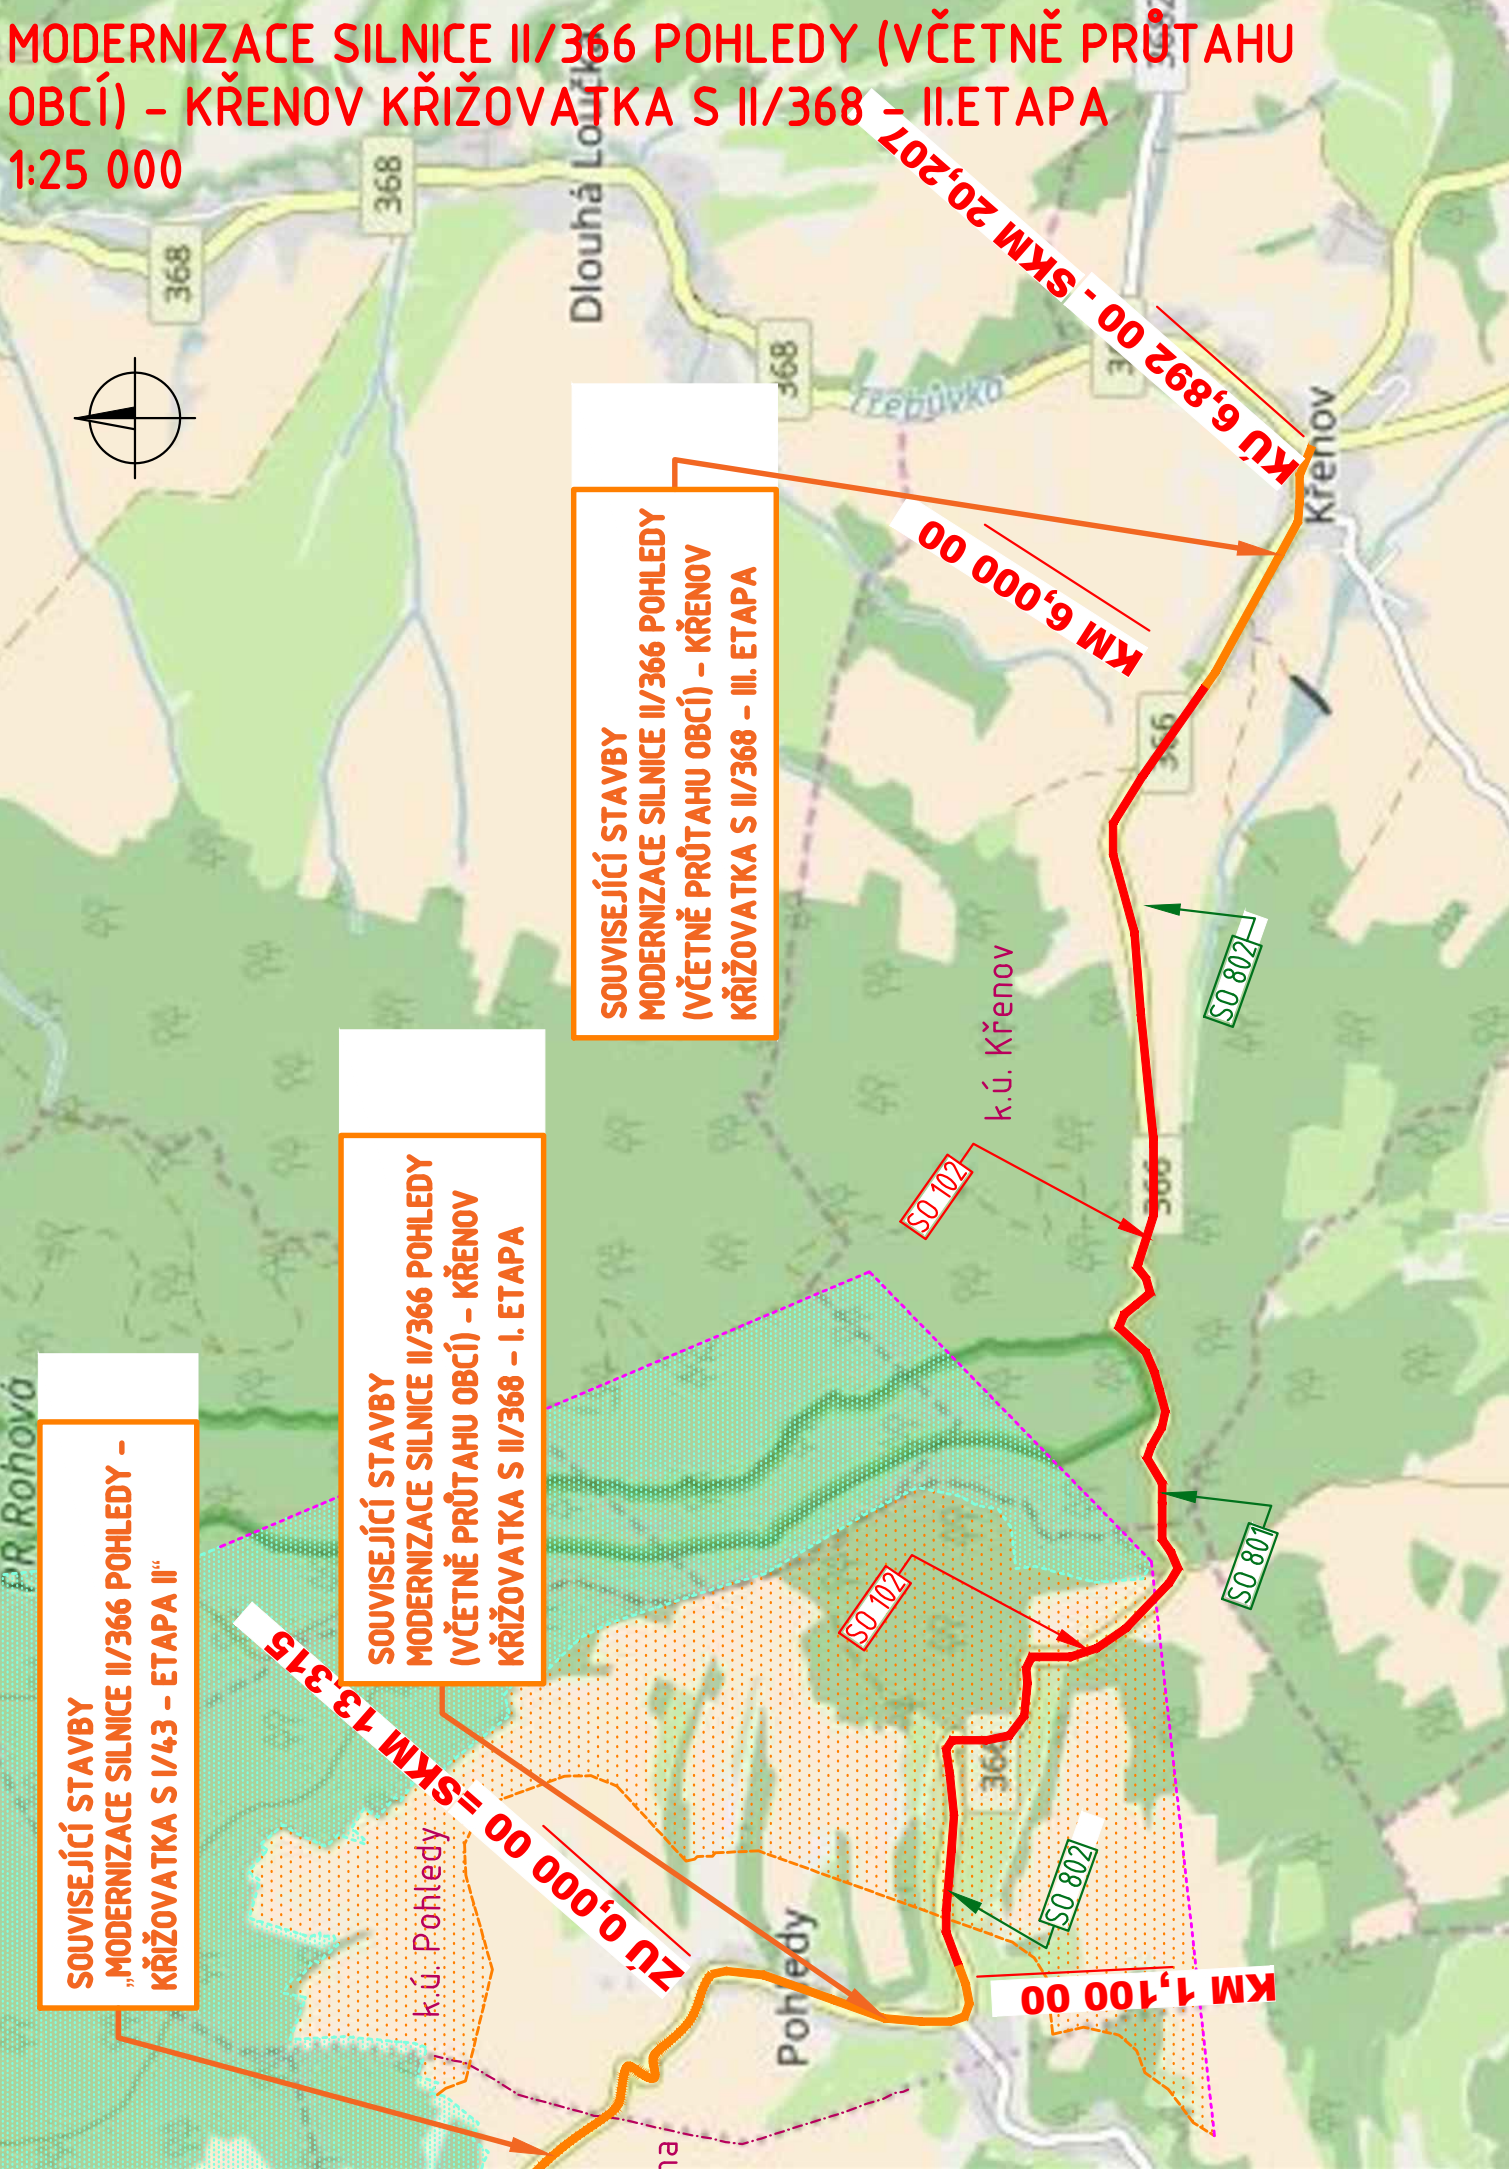 MODERNIZACE SILNICE II/366 POHLEDY (VČETNĚ PRŮTAHU
OBCÍ) – KŘENOV KŘIŽOVATKA S II/368 – II.ETAPA
1:25 000
368
368
Dlouhá Loučka
368
Třebůvka
KÚ 6,892 00 - SKM 20,207
Křenov
KM 6,000 00
SOUVISEJÍCÍ STAVBY
MODERNIZACE SILNICE II/366 POHLEDY
(VČETNĚ PRŮTAHU OBCÍ) – KŘENOV
KŘIŽOVATKA S II/368 – III. ETAPA
366
SO 802
k.ú. Křenov
SO 102
366
SOUVISEJÍCÍ STAVBY
MODERNIZACE SILNICE II/366 POHLEDY
(VČETNĚ PRŮTAHU OBCÍ) – KŘENOV
KŘIŽOVATKA S II/368 – I. ETAPA
PR Rohová
SOUVISEJÍCÍ STAVBY
„MODERNIZACE SILNICE II/366 POHLEDY –
KŘIŽOVATKA S I/43 – ETAPA II“
SO 801
SO 102
ZÚ 0,000 00 =SKM 13,315
366
k.ú. Pohledy
SO 802
Pohledy
KM 1,100 00